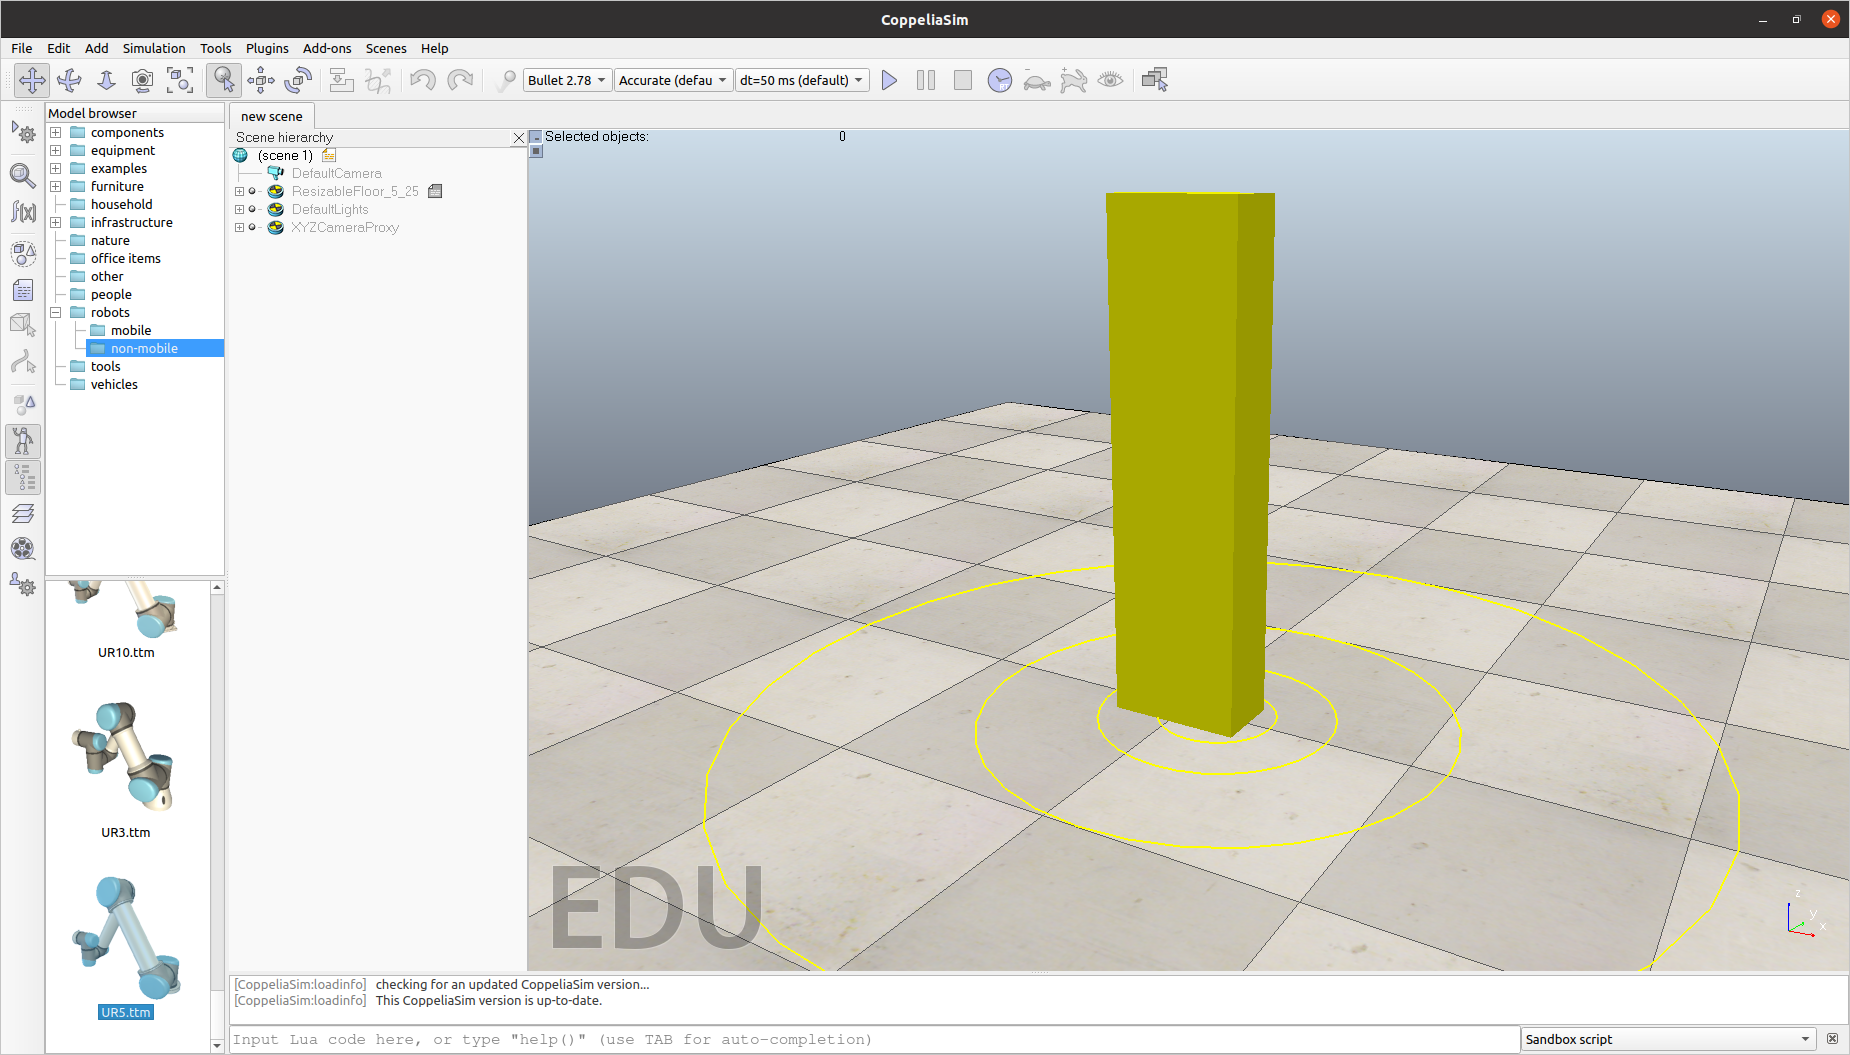 CoppeliaSim
File Edit Add Simulation Tools Plugins Add-ons Scenes Help
Bullet 2.78 Accurate (defau dt=50 ms (default)
RT
Model browser
components
equipment
examples
furniture
household
infrastructure
nature
office items
other
people
robots
mobile
non-mobile
tools
vehicles
UR10.ttm
UR3.ttm
UR5.ttm
new scene
Scene hierarchy
(scene 1)
DefaultCamera
ResizableFloor_5_25
DefaultLights
XYZCameraProxy
Selected objects: 0
EDU
z
y
x
[CoppeliaSim:loadinfo] checking for an updated CoppeliaSim version...
[CoppeliaSim:loadinfo] This CoppeliaSim version is up-to-date.
Input Lua code here, or type "help()" (use TAB for auto-completion)
Sandbox script
f(x)